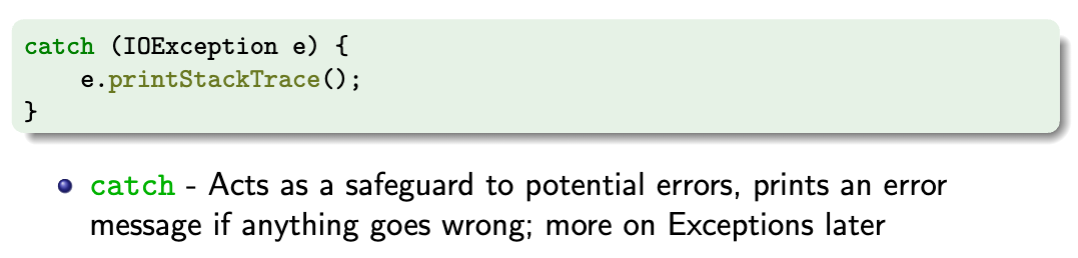 catch (IOException e) {
    e.printStackTrace();
}
catch - Acts as a safeguard to potential errors, prints an error
message if anything goes wrong; more on Exceptions later